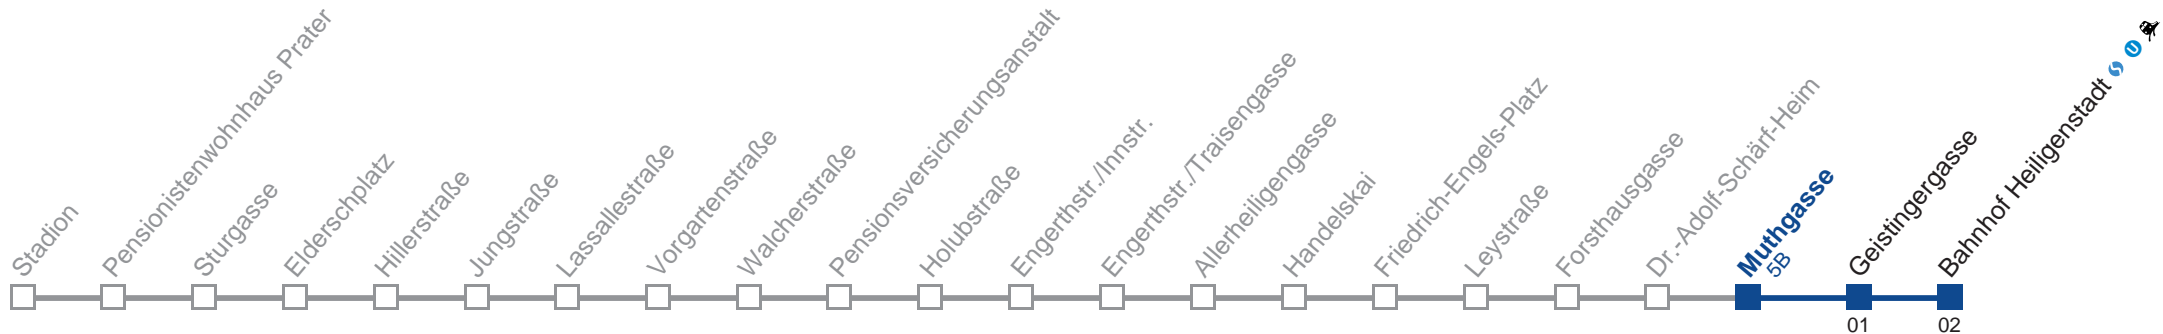 Stadion
Pensionistenwohnhaus Prater
Sturgasse
Elderschplatz
Hillerstraße
Jungstraße
Lassallestraße
Vorgartenstraße
Walcherstraße
Pensionsversicherungsanstalt
Holubstraße
Engerthstr./Innstr.
Engerthstr./Traisengasse
Allerheiligengasse
Handelskai
Friedrich-Engels-Platz
Leystraße
Forsthausgasse
Dr.-Adolf-Schärf-Heim
Muthgasse
5B
Geistingergasse
Bahnhof Heiligenstadt S U
01
02